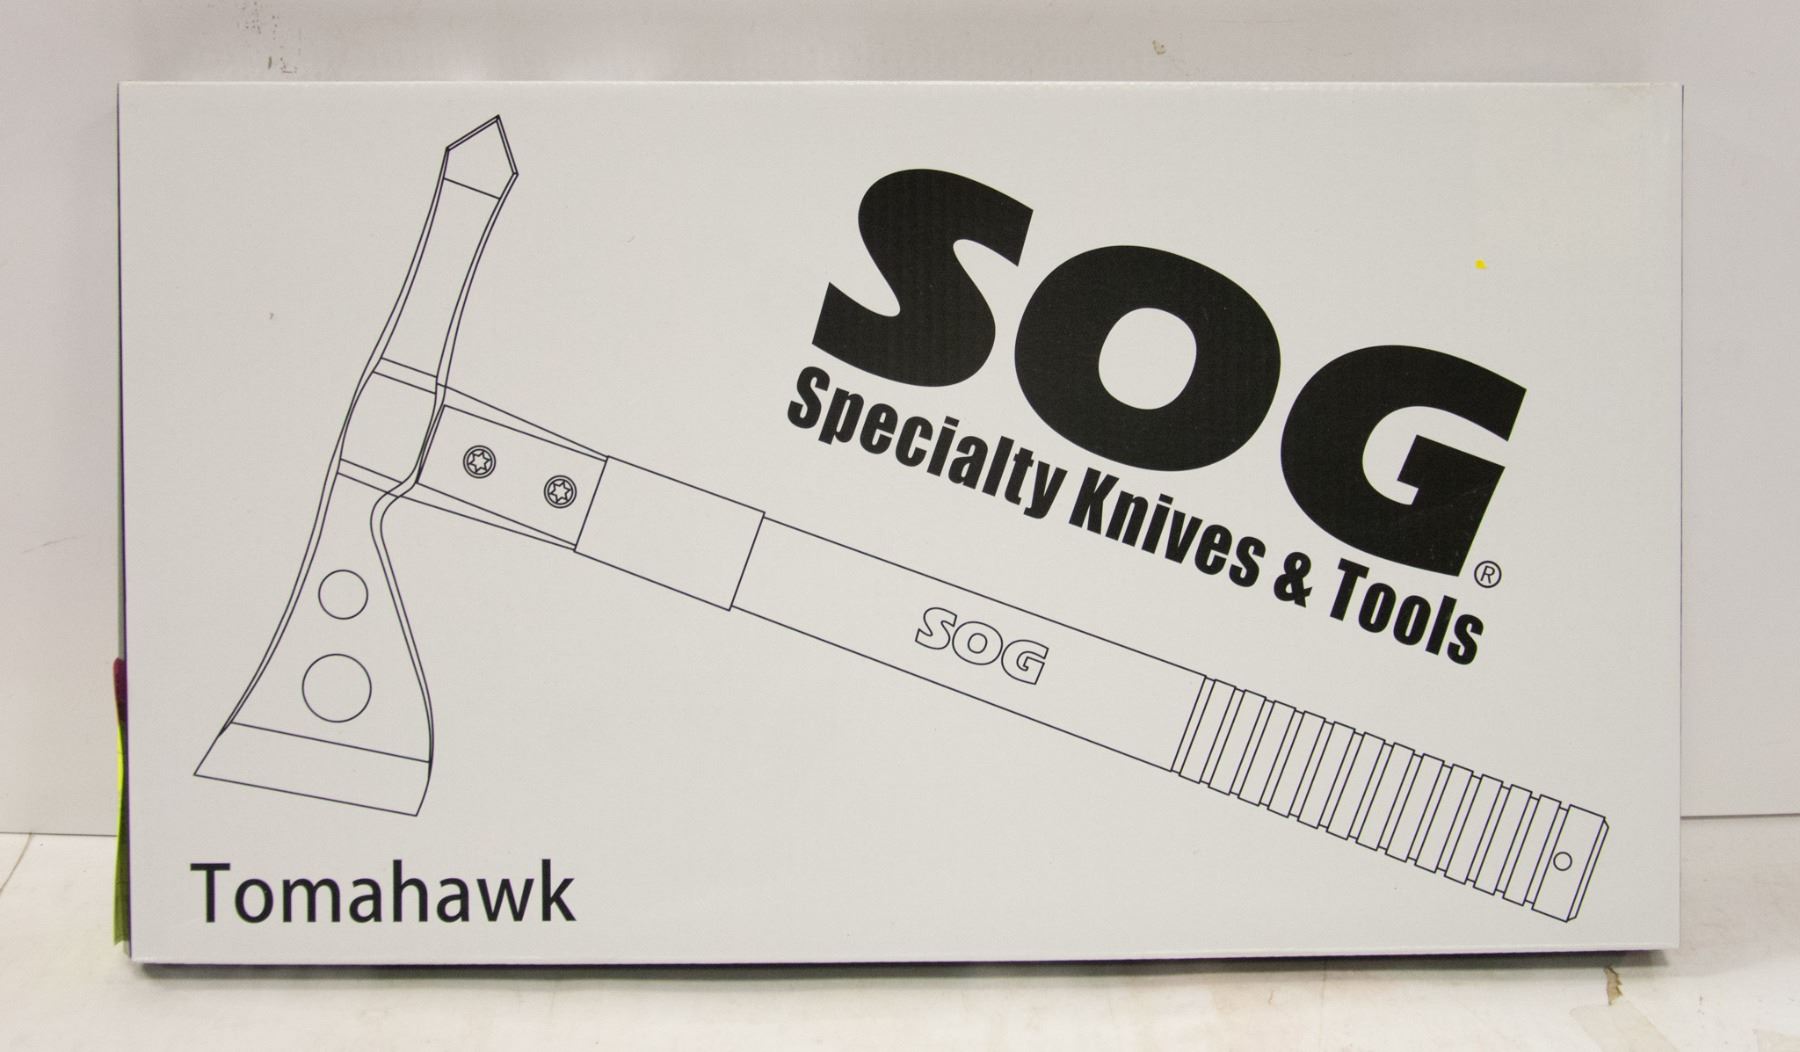 SOG®
Specialty Knives & Tools
SOG
Tomahawk